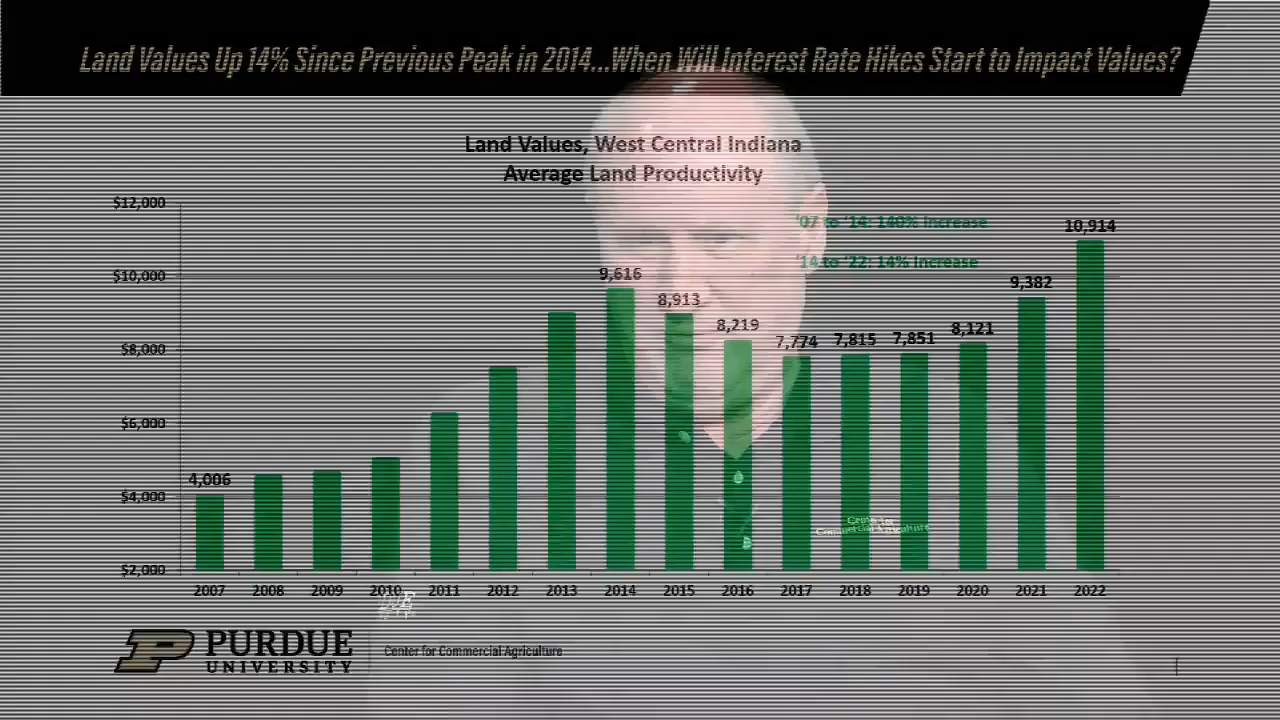 Land Values Up 14% Since Previous Peak in 2014...When Will Interest Rate Hikes Start to Impact Values?
Land Values, West Central Indiana
Average Land Productivity
$12,000
'07 to '14: 140% Increase
10,914
'14 to '22: 14% Increase
$10,000
9,616
9,382
8,913
8,219
8,121
7,774
7,815
7,851
$8,000
$6,000
4,006
$4,000
Center for
Commercial Agriculture
$2,000
2007 2008 2009 2010 2011 2012 2013 2014 2015 2016 2017 2018 2019 2020 2021 2022
PURDUE
UNIVERSITY
Center for Commercial Agriculture